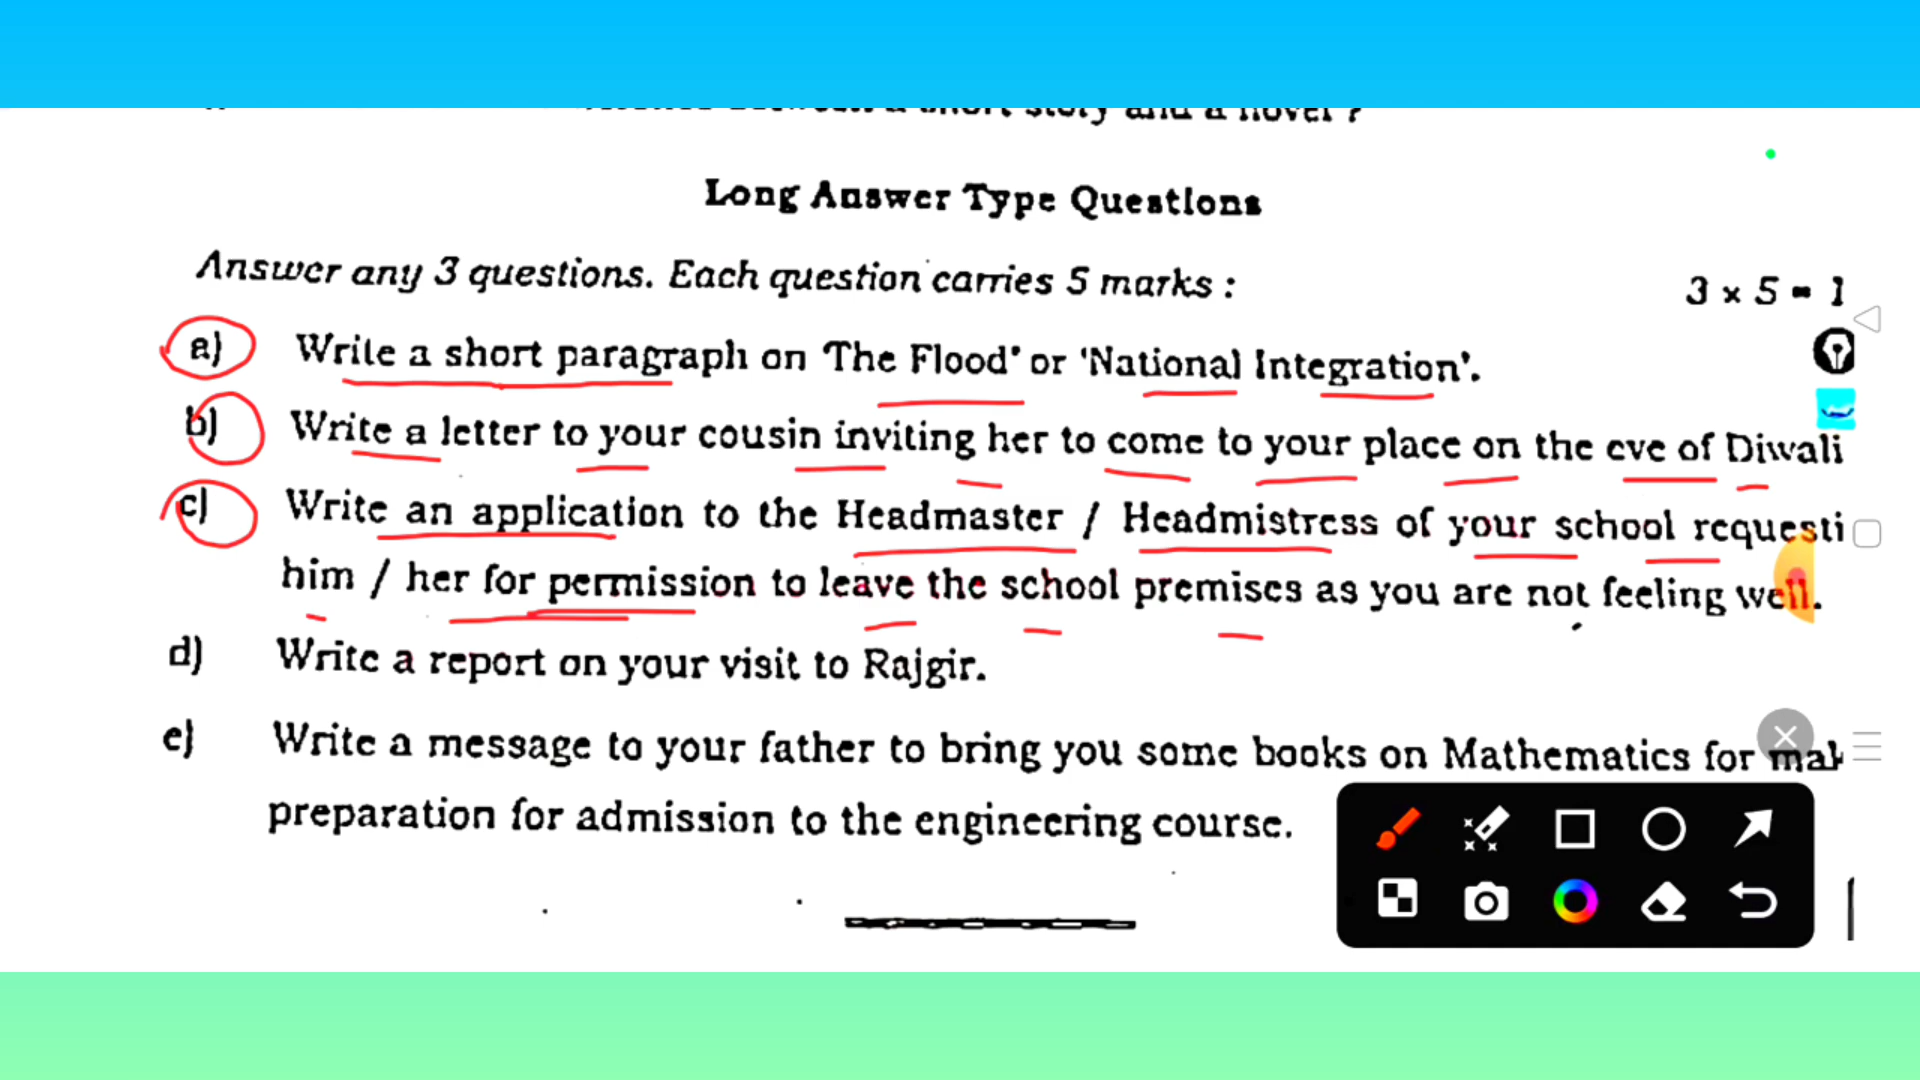 a short story and a novel ?
Long Answer Type Questions
Answer any 3 questions. Each question carries 5 marks :
3 × 5 = 1
a) Write a short paragraph on 'The Flood' or 'National Integration'.
b) Write a letter to your cousin inviting her to come to your place on the eve of Diwali
c) Write an application to the Headmaster / Headmistress of your school requesti
him / her for permission to leave the school premises as you are not feeling well.
d) Write a report on your visit to Rajgir.
e) Write a message to your father to bring you some books on Mathematics for mak
preparation for admission to the engineering course.